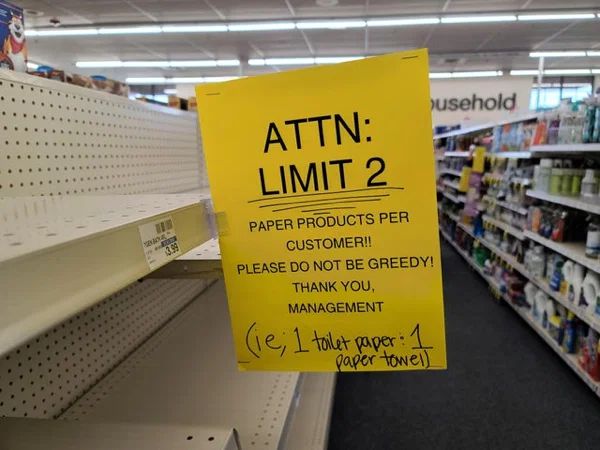 ousehold
ATTN:
LIMIT 2
PAPER PRODUCTS PER
CUSTOMER!!
PLEASE DO NOT BE GREEDY!
THANK YOU,
MANAGEMENT
(ie; 1 toilet paper : 1
paper towel)
3.99